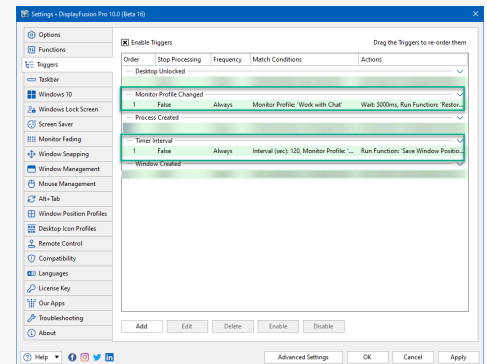 Settings • DisplayFusion Pro 10.0 (Beta 16)
Options
Functions
Triggers
Taskbar
Windows 10
Windows Lock Screen
Screen Saver
Monitor Fading
Window Snapping
Window Management
Mouse Management
Alt+Tab
Window Position Profiles
Desktop Icon Profiles
Remote Control
Compatibility
Languages
License Key
Our Apps
Troubleshooting
About
Enable Triggers
Drag the Triggers to re-order them
Order Stop Processing Frequency Match Conditions Actions
Desktop Unlocked
Monitor Profile Changed
1 False Always Monitor Profile: 'Work with Chat' Wait: 5000ms, Run Function: 'Restor...
Process Created
Timer Interval
1 False Always Interval (sec): 120, Monitor Profile: '... Run Function: 'Save Window Positio...
Window Created
Add Edit Delete Enable Disable
Help Advanced Settings OK Cancel Apply